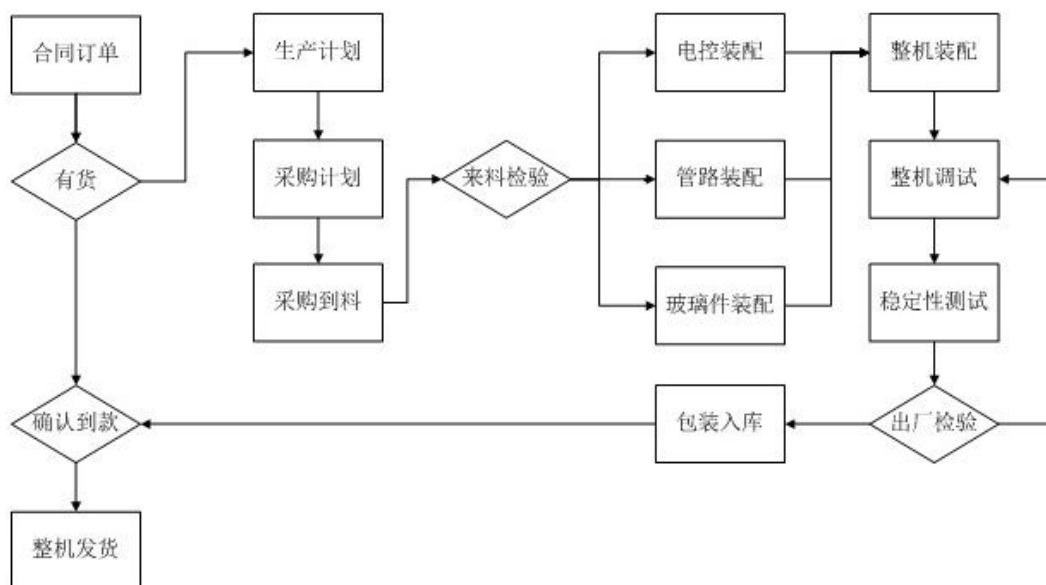 合同订单
生产计划
电控装配
整机装配
有货
采购计划
来料检验
管路装配
整机调试
采购到料
玻璃件装配
稳定性测试
确认到款
包装入库
出厂检验
整机发货